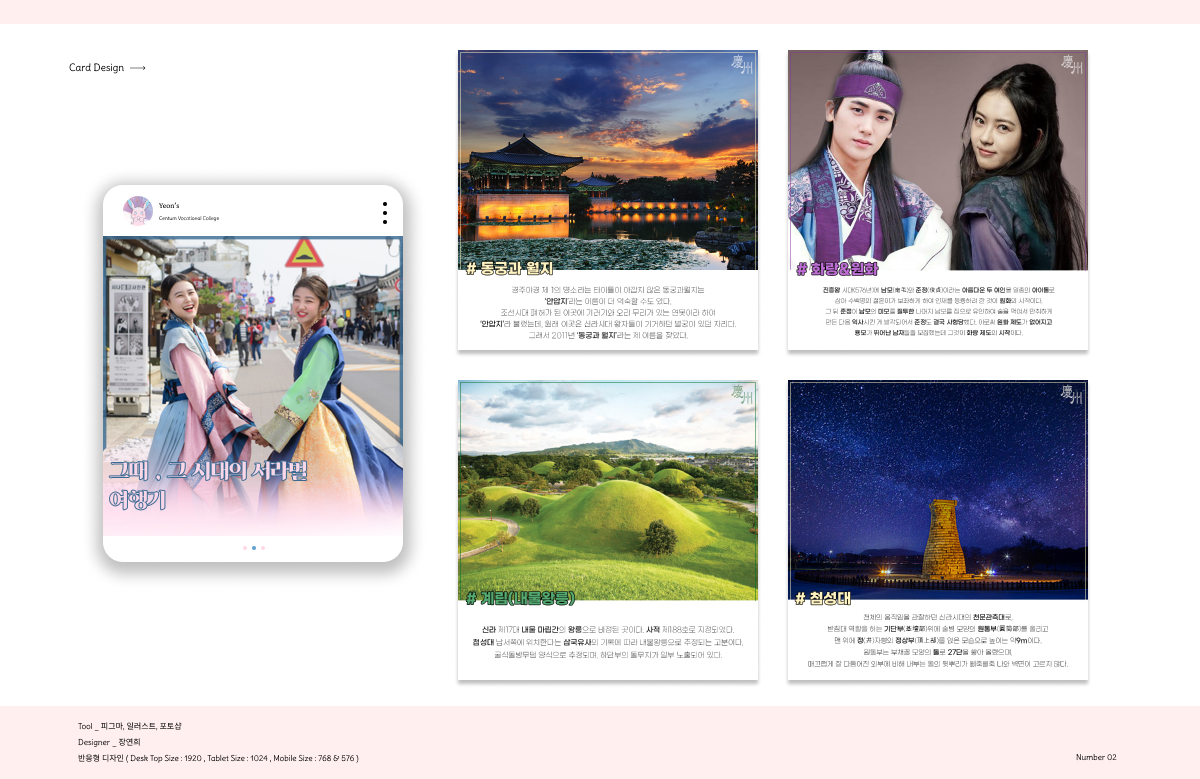 Card Design
Yeon's
Centum Vocational College
그때 , 그 시대의 서라벌
여행기
慶州
# 동궁과 월지
경주야경 제 1의 명소라는 타이틀이 아깝지 않은 동궁과월지는
'안압지'라는 이름이 더 익숙할 수도 있다.
조선시대 폐허가 된 이곳에 기러기와 오리 무리가 있는 연못이라 하여
'안압지'라 불렸는데, 원래 이곳은 신라시대 왕자들이 기거하던 별궁이 있던 자리다.
그래서 2011년 '동궁과 월지'라는 제 이름을 찾았다.
慶州
# 화랑&원화
진흥왕 시대(576년)에 남모(南毛)와 준정(俊貞)이라는 아름다운 두 여인을 일종의 아이돌로
삼아 수백명의 젊은이가 보좌하게 하여 인재를 등용하려 한 것이 원화의 시작이다.
그 뒤 준정이 남모의 미모를 질투한 나머지 남모를 집으로 유인하여 술을 먹여서 만취하게
만든 다음 익사시킨 게 발각되어서 준정도 결국 사형당했다. 이로써 원화 제도가 없어지고
용모가 뛰어난 남자들을 모집했는데 그것이 화랑 제도의 시작이다.
慶州
# 계림(내물왕릉)
신라 제17대 내물 마립간의 왕릉으로 비정된 곳이다. 사적 제188호로 지정되었다.
첨성대 남서쪽에 위치한다는 삼국유사의 기록에 따라 내물왕릉으로 추정되는 고분이다.
굴식돌방무덤 양식으로 추정되며, 하단부의 돌무지가 일부 노출되어 있다.
慶州
# 첨성대
천체의 움직임을 관찰하던 신라시대의 천문관측대로,
받침대 역할을 하는 기단부(基壇部)위에 술병 모양의 원통부(圓筒部)를 올리고
맨 위에 정(井)자형의 정상부(頂上部)를 얹은 모습으로 높이는 약9m이다.
원통부는 부채꼴 모양의 돌로 27단을 쌓아 올렸으며,
매끄럽게 잘 다듬어진 외부에 비해 내부는 돌의 뒷뿌리가 삐죽삐죽 나와 벽면이 고르지 않다.
Tool _ 피그마, 일러스트, 포토샵
Designer _ 장연희
반응형 디자인 ( Desk Top Size : 1920 , Tablet Size : 1024 , Mobile Size : 768 & 576 )
Number 02